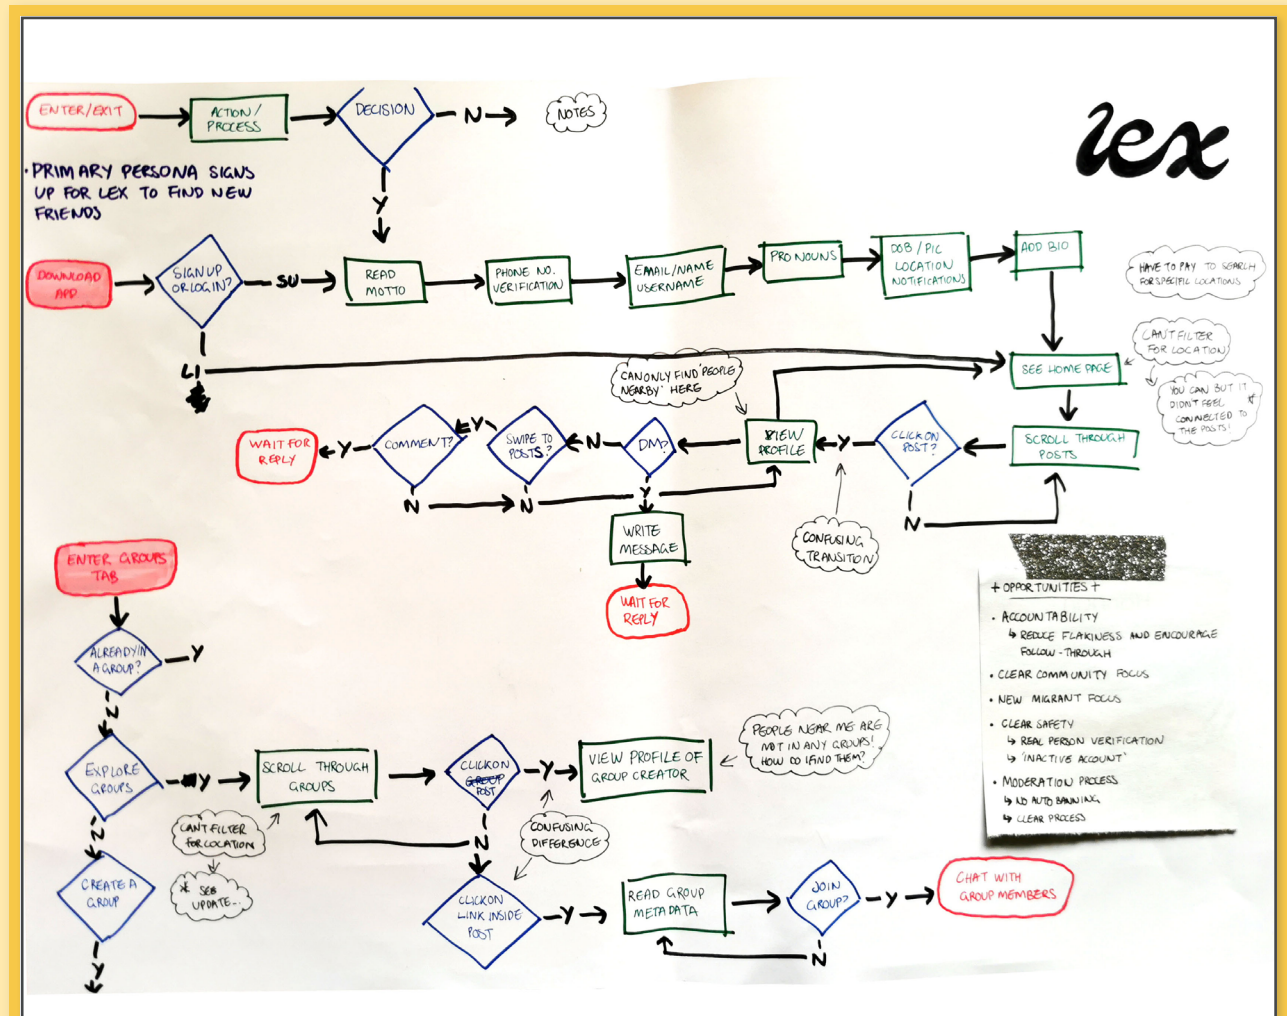 ENTER/EXIT
ACTION/
PROCESS
DECISION
N
NOTES
lex
• PRIMARY PERSONA SIGNS
UP FOR LEX TO FIND NEW
FRIENDS
Y
DOWNLOAD
APP
SIGN UP
OR LOGIN?
SU
READ
MOTTO
PHONE NO.
VERIFICATION
EMAIL/NAME
USERNAME
PRONOUNS
DOB / PIC
LOCATION
NOTIFICATIONS
ADD BIO
HAVE TO PAY TO SEARCH
FOR SPECIFIC LOCATIONS
CAN'T FILTER
FOR LOCATION
YOU CAN BUT IT
DIDN'T FEEL
CONNECTED TO
THE POSTS!
LI
CAN ONLY FIND 'PEOPLE
NEARBY' HERE
SEE HOME PAGE
WAIT FOR
REPLY
Y
COMMENT?
Y
SWIPE TO
POSTS?
N
DM?
VIEW
PROFILE
Y
CLICK ON
POST?
SCROLL THROUGH
POSTS
N
N
Y
N
WRITE
MESSAGE
CONFUSING
TRANSITION
WAIT FOR
REPLY
ENTER GROUPS
TAB
ALREADY IN
A GROUP?
Y
N
EXPLORE
GROUPS
Y
SCROLL THROUGH
GROUPS
CLICK ON
GROUP
POST
Y
VIEW PROFILE OF
GROUP CREATOR
PEOPLE NEAR ME ARE
NOT IN ANY GROUPS!
HOW DO I FIND THEM?
N
CAN'T FILTER
FOR LOCATION
N
CONFUSING
DIFFERENCE
CREATE A
GROUP
* SEB
UPDATE...
CLICK ON
LINK INSIDE
POST
Y
READ GROUP
METADATA
JOIN
GROUP?
Y
CHAT WITH
GROUP MEMBERS
N
Y
+ OPPORTUNITIES +
• ACCOUNTABILITY
↳ REDUCE FLAKINESS AND ENCOURAGE
FOLLOW-THROUGH
• CLEAR COMMUNITY FOCUS
• NEW MIGRANT FOCUS
• CLEAR SAFETY
↳ REAL PERSON VERIFICATION
↳ 'INACTIVE ACCOUNT'
• MODERATION PROCESS
↳ NO AUTO BANNING
↳ CLEAR PROCESS